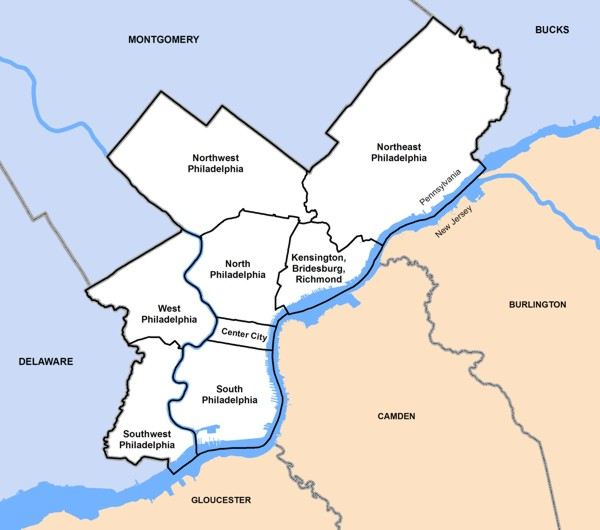 MONTGOMERY
BUCKS
Northwest
Philadelphia
Northeast
Philadelphia
Pennsylvania
New Jersey
North
Philadelphia
Kensington,
Bridesburg,
Richmond
West
Philadelphia
Center City
BURLINGTON
DELAWARE
South
Philadelphia
CAMDEN
Southwest
Philadelphia
GLOUCESTER